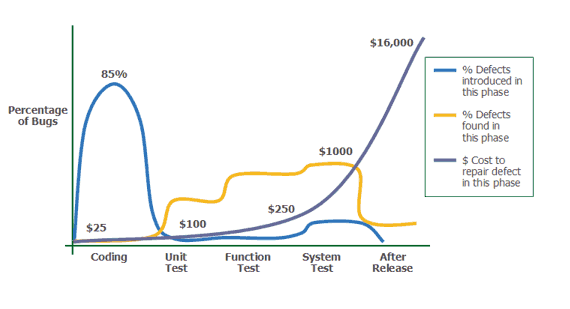 $16,000
85%
Percentage
of Bugs
$1000
$250
$100
$25
Coding
Unit
Test
Function
Test
System
Test
After
Release
% Defects
introduced in
this phase
% Defects
found in
this phase
$ Cost to
repair defect
in this phase